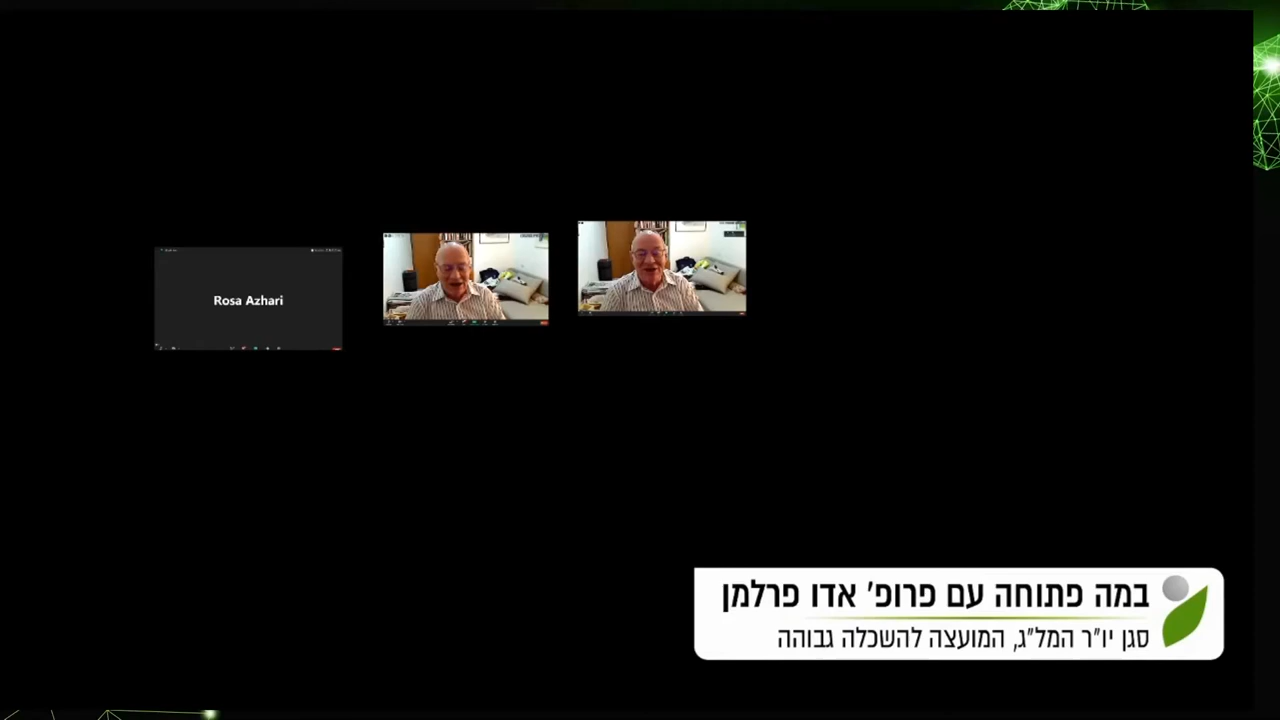 Rosa Azhari
במה פתוחה עם פרופ' אדו פרלמן
סגן יו"ר המל"ג, המועצה להשכלה גבוהה